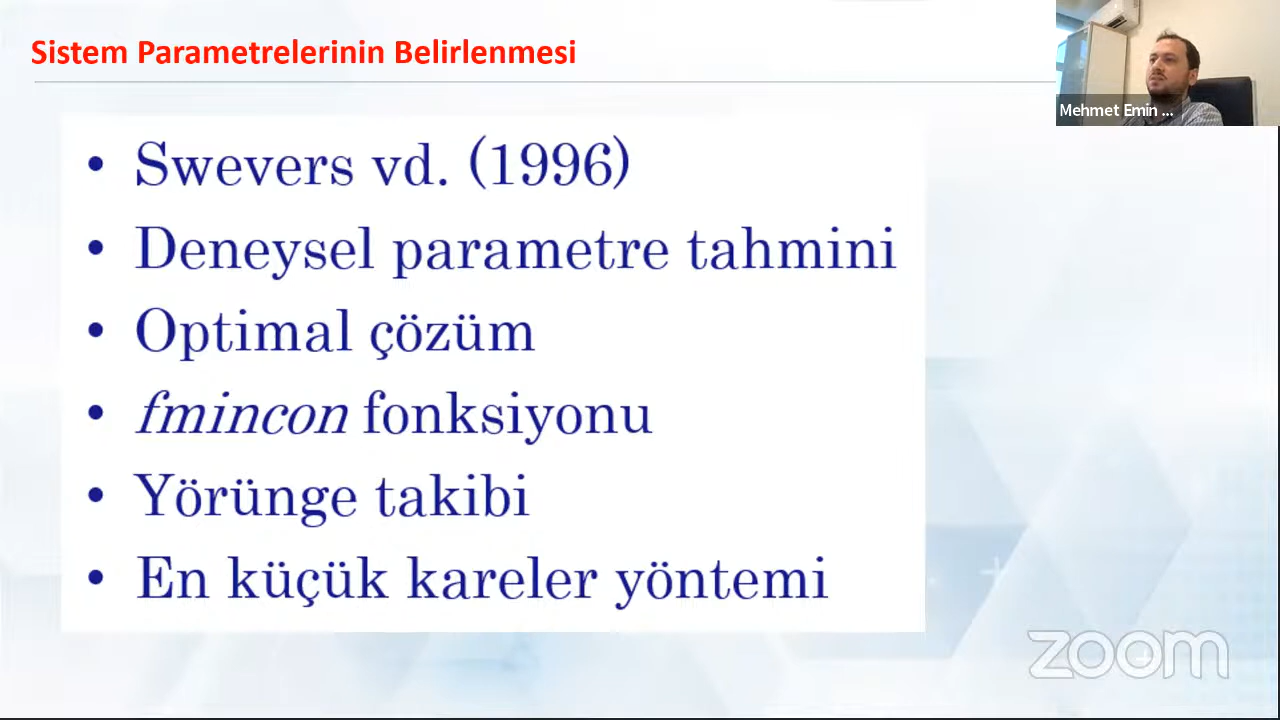 Sistem Parametrelerinin Belirlenmesi
Mehmet Emin ...
• Swevers vd. (1996)
• Deneysel parametre tahmini
• Optimal çözüm
• fmincon fonksiyonu
• Yörünge takibi
• En küçük kareler yöntemi
zoom